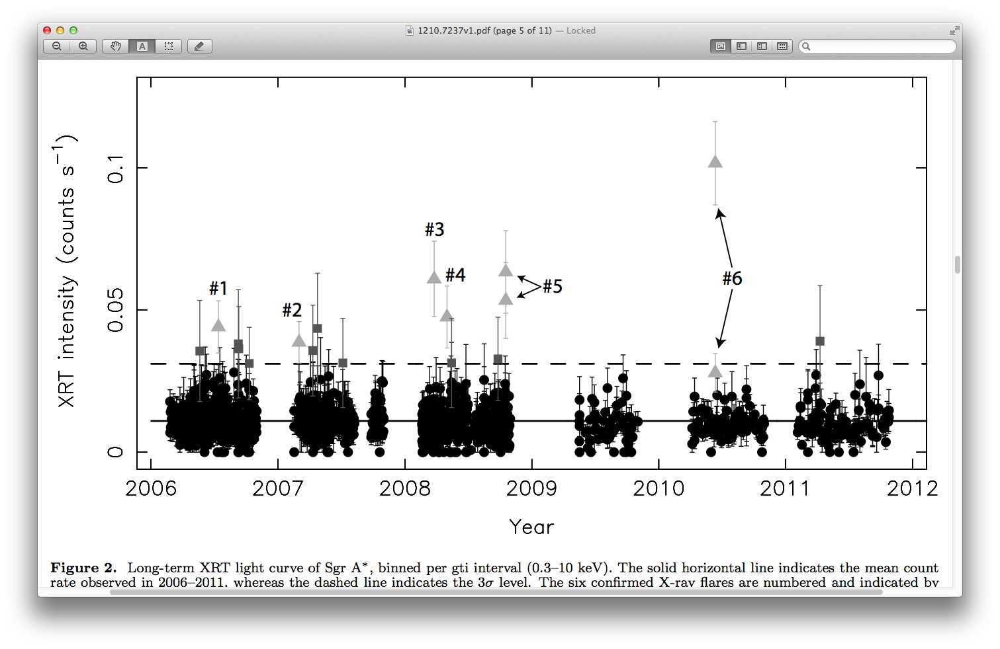 1210.7237v1.pdf (page 5 of 11) — Locked
A
XRT intensity (counts s⁻¹)
0.1
0.05
0
#1
#2
#3
#4
#5
#6
2006 2007 2008 2009 2010 2011 2012
Year
Figure 2. Long-term XRT light curve of Sgr A*, binned per gti interval (0.3–10 keV). The solid horizontal line indicates the mean count
rate observed in 2006–2011, whereas the dashed line indicates the 3σ level. The six confirmed X-ray flares are numbered and indicated by